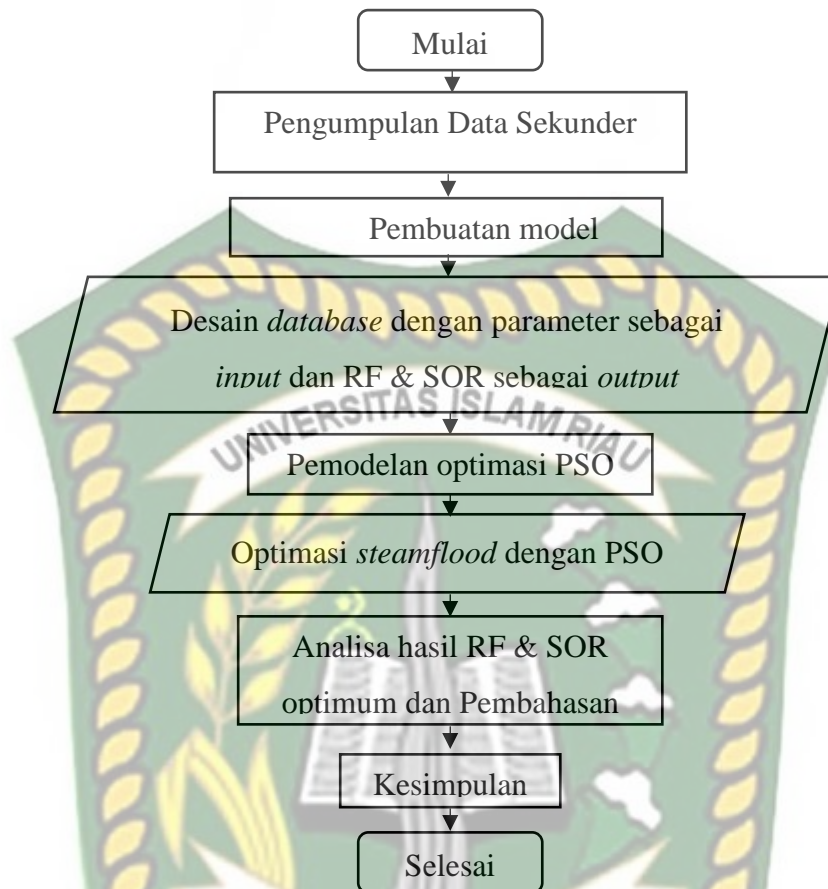 Mulai
Pengumpulan Data Sekunder
Pembuatan model
Desain database dengan parameter sebagai
input dan RF & SOR sebagai output
UNIVERSITAS ISLAM RIAU
Pemodelan optimasi PSO
Optimasi steamflood dengan PSO
Analisa hasil RF & SOR
optimum dan Pembahasan
Kesimpulan
Selesai